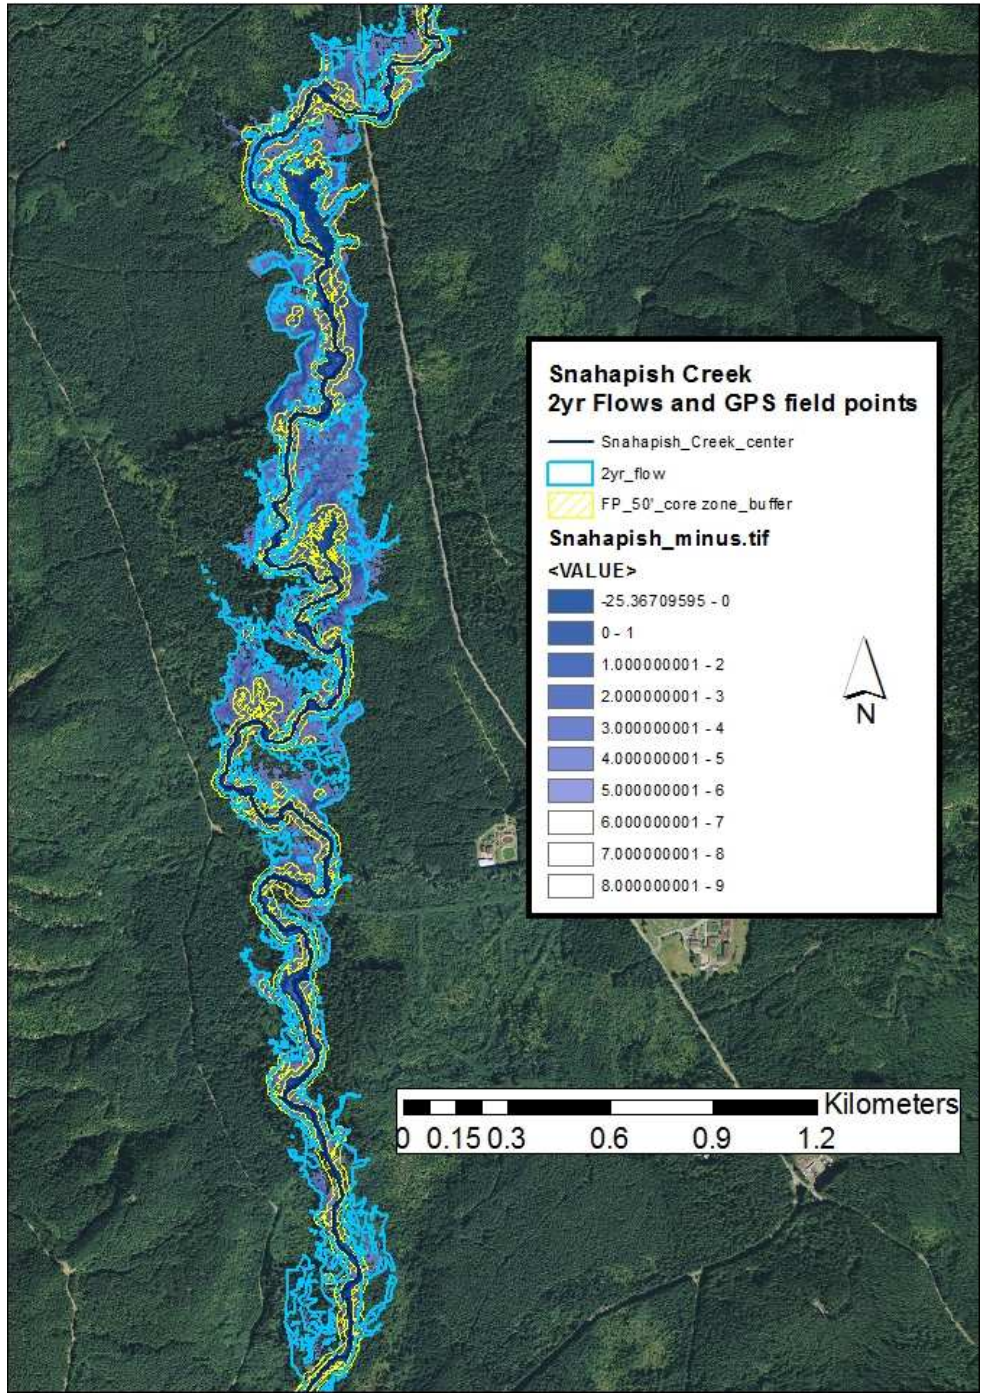 Snahapish Creek
2yr Flows and GPS field points
Snahapish_Creek_center
2yr_flow
FP_50'_core zone_buffer
Snahapish_minus.tif
<VALUE>
-25.36709595 - 0
0 - 1
1.000000001 - 2
2.000000001 - 3
3.000000001 - 4
4.000000001 - 5
5.000000001 - 6
6.000000001 - 7
7.000000001 - 8
8.000000001 - 9
N
Kilometers
0 0.15 0.3 0.6 0.9 1.2